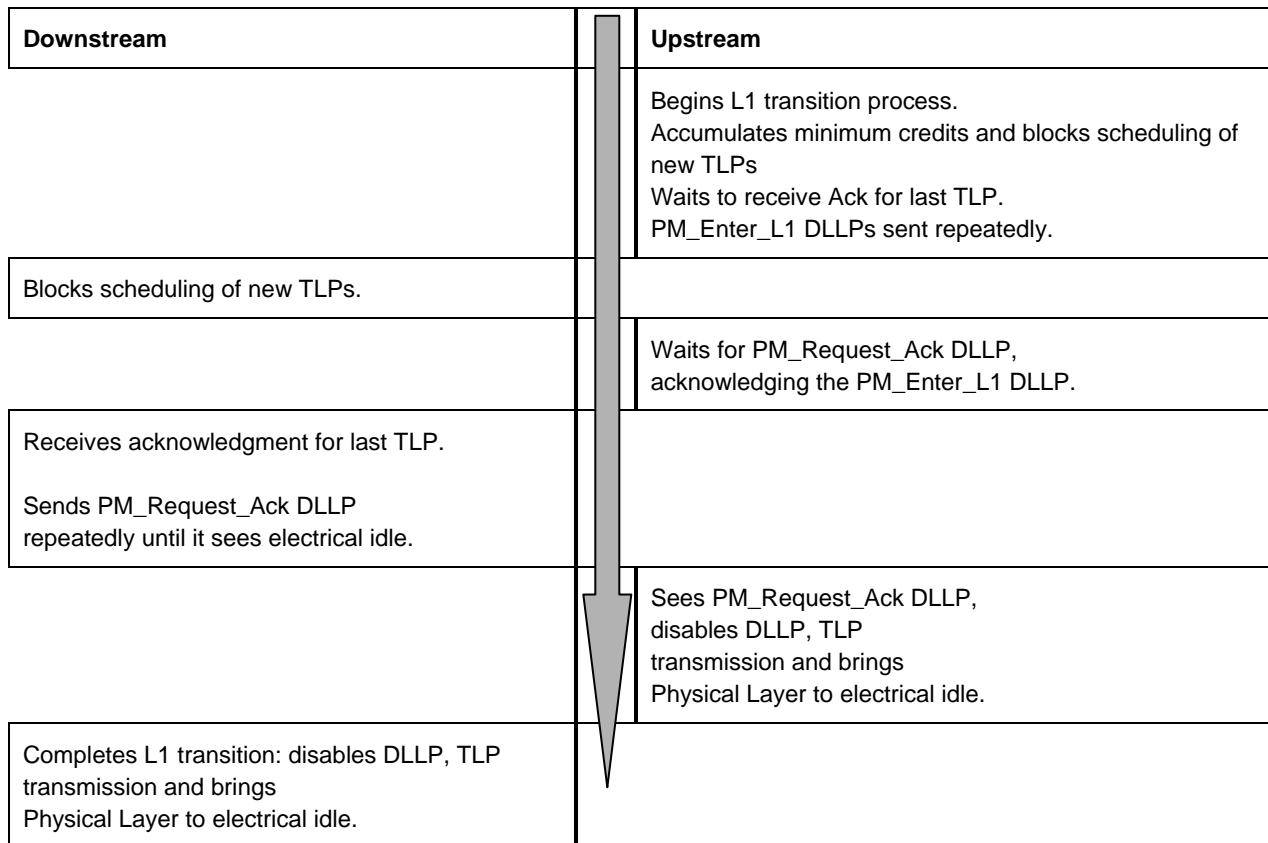 Downstream
Upstream
Begins L1 transition process.
Accumulates minimum credits and blocks scheduling of
new TLPs
Waits to receive Ack for last TLP.
PM_Enter_L1 DLLPs sent repeatedly.
Blocks scheduling of new TLPs.
Waits for PM_Request_Ack DLLP,
acknowledging the PM_Enter_L1 DLLP.
Receives acknowledgment for last TLP.
Sends PM_Request_Ack DLLP
repeatedly until it sees electrical idle.
Sees PM_Request_Ack DLLP,
disables DLLP, TLP
transmission and brings
Physical Layer to electrical idle.
Completes L1 transition: disables DLLP, TLP
transmission and brings
Physical Layer to electrical idle.